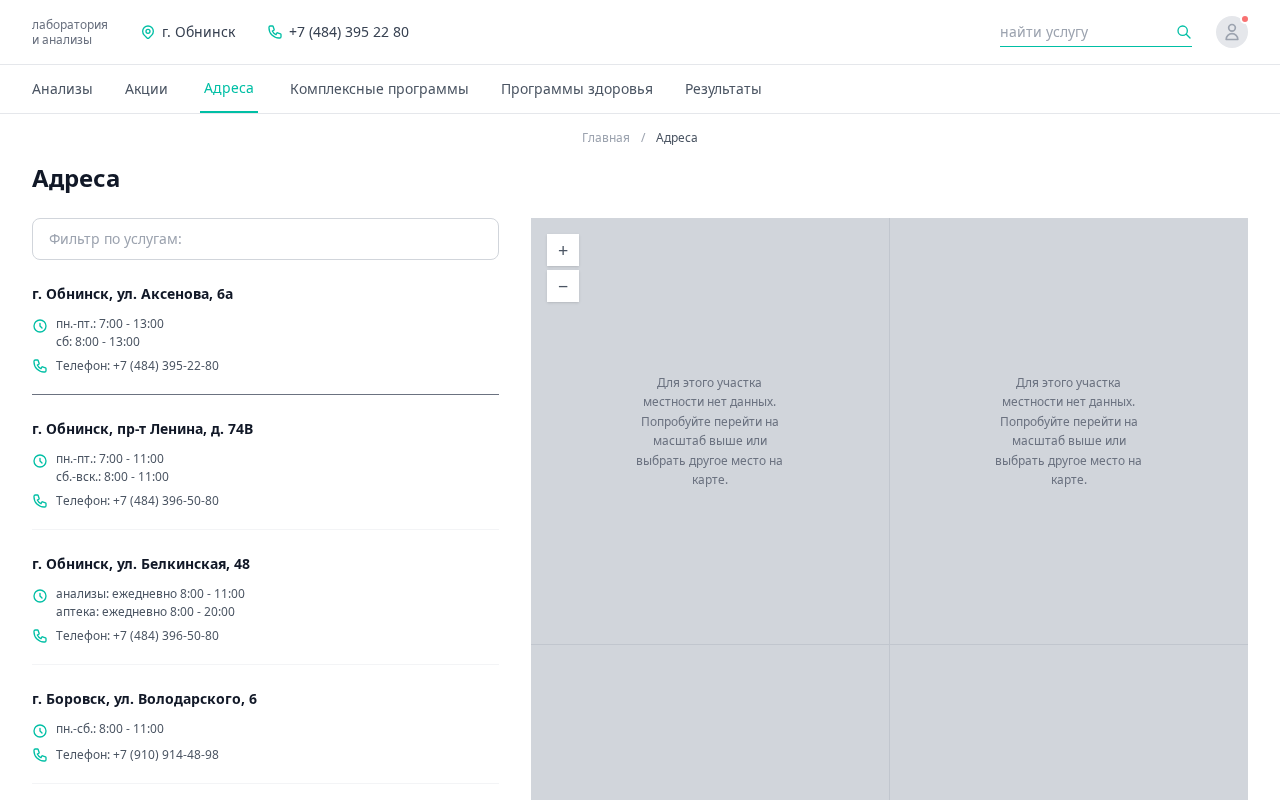 лаборатория
и анализы
г. Обнинск
+7 (484) 395 22 80
найти услугу
Анализы
Акции
Адреса
Комплексные программы
Программы здоровья
Результаты
Главная / Адреса
Адреса
Фильтр по услугам:
г. Обнинск, ул. Аксенова, 6а
пн.-пт.: 7:00 - 13:00
сб: 8:00 - 13:00
Телефон: +7 (484) 395-22-80
г. Обнинск, пр-т Ленина, д. 74В
пн.-пт.: 7:00 - 11:00
сб.-вск.: 8:00 - 11:00
Телефон: +7 (484) 396-50-80
г. Обнинск, ул. Белкинская, 48
анализы: ежедневно 8:00 - 11:00
аптека: ежедневно 8:00 - 20:00
Телефон: +7 (484) 396-50-80
г. Боровск, ул. Володарского, 6
пн.-сб.: 8:00 - 11:00
Телефон: +7 (910) 914-48-98
+
−
Для этого участка
местности нет данных.
Попробуйте перейти на
масштаб выше или
выбрать другое место на
карте.
Для этого участка
местности нет данных.
Попробуйте перейти на
масштаб выше или
выбрать другое место на
карте.